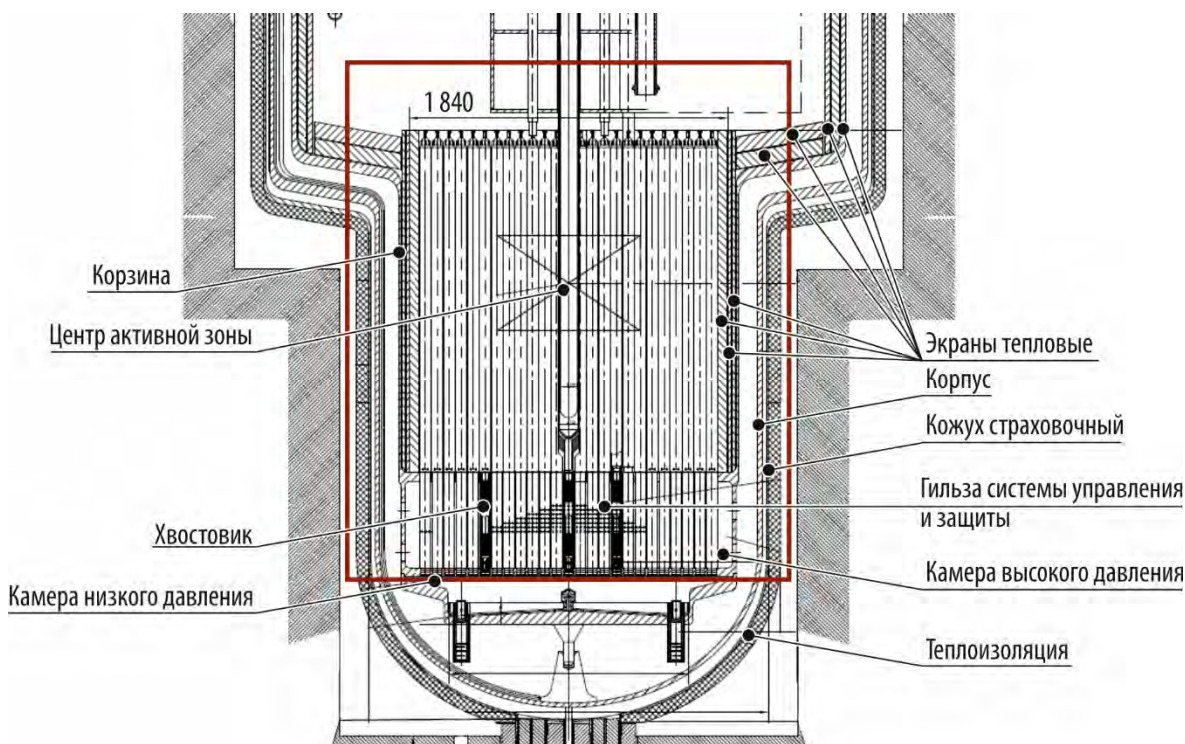 1 840
Корзина
Центр активной зоны
Экраны тепловые
Корпус
Кожух страховочный
Гильза системы управления
и защиты
Хвостовик
Камера высокого давления
Камера низкого давления
Теплоизоляция